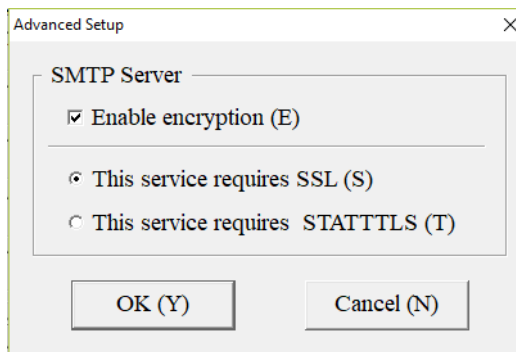 Advanced Setup
SMTP Server
Enable encryption (E)
This service requires SSL (S)
This service requires STATTTLS (T)
OK (Y)
Cancel (N)